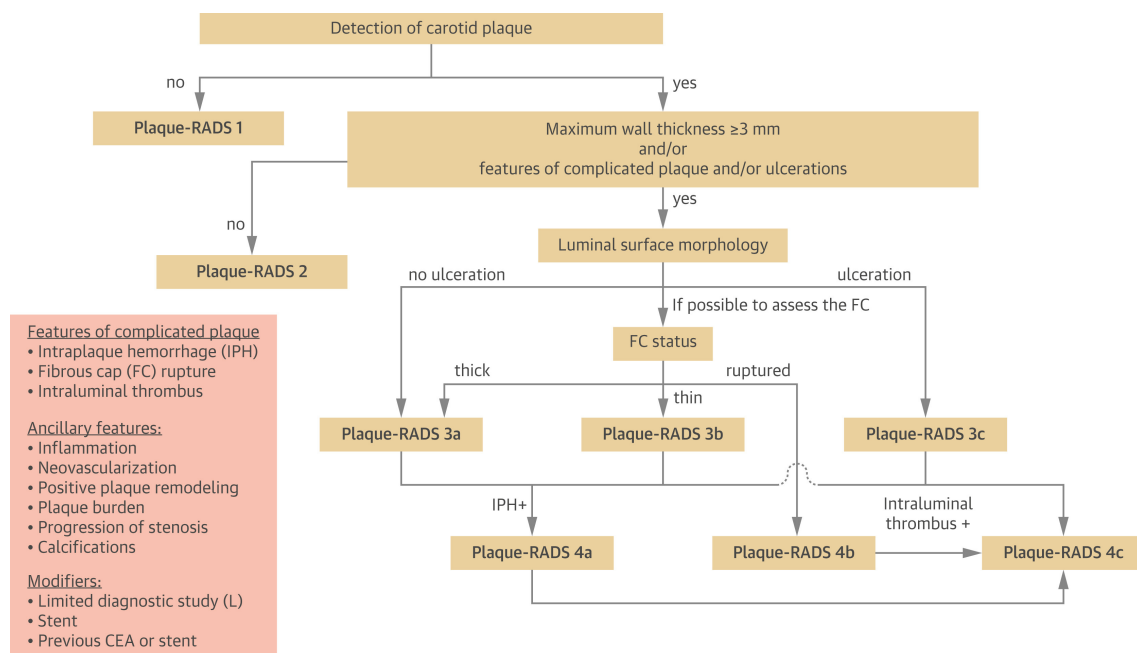 Detection of carotid plaque
no
yes
Plaque-RADS 1
Maximum wall thickness ≥3 mm
and/or
features of complicated plaque and/or ulcerations
no
yes
Plaque-RADS 2
Luminal surface morphology
no ulceration
ulceration
If possible to assess the FC
FC status
thick
ruptured
thin
Plaque-RADS 3a
Plaque-RADS 3b
Plaque-RADS 3c
IPH+
Intraluminal
thrombus +
Plaque-RADS 4a
Plaque-RADS 4b
Plaque-RADS 4c
Features of complicated plaque
• Intraplaque hemorrhage (IPH)
• Fibrous cap (FC) rupture
• Intraluminal thrombus
Ancillary features:
• Inflammation
• Neovascularization
• Positive plaque remodeling
• Plaque burden
• Progression of stenosis
• Calcifications
Modifiers:
• Limited diagnostic study (L)
• Stent
• Previous CEA or stent